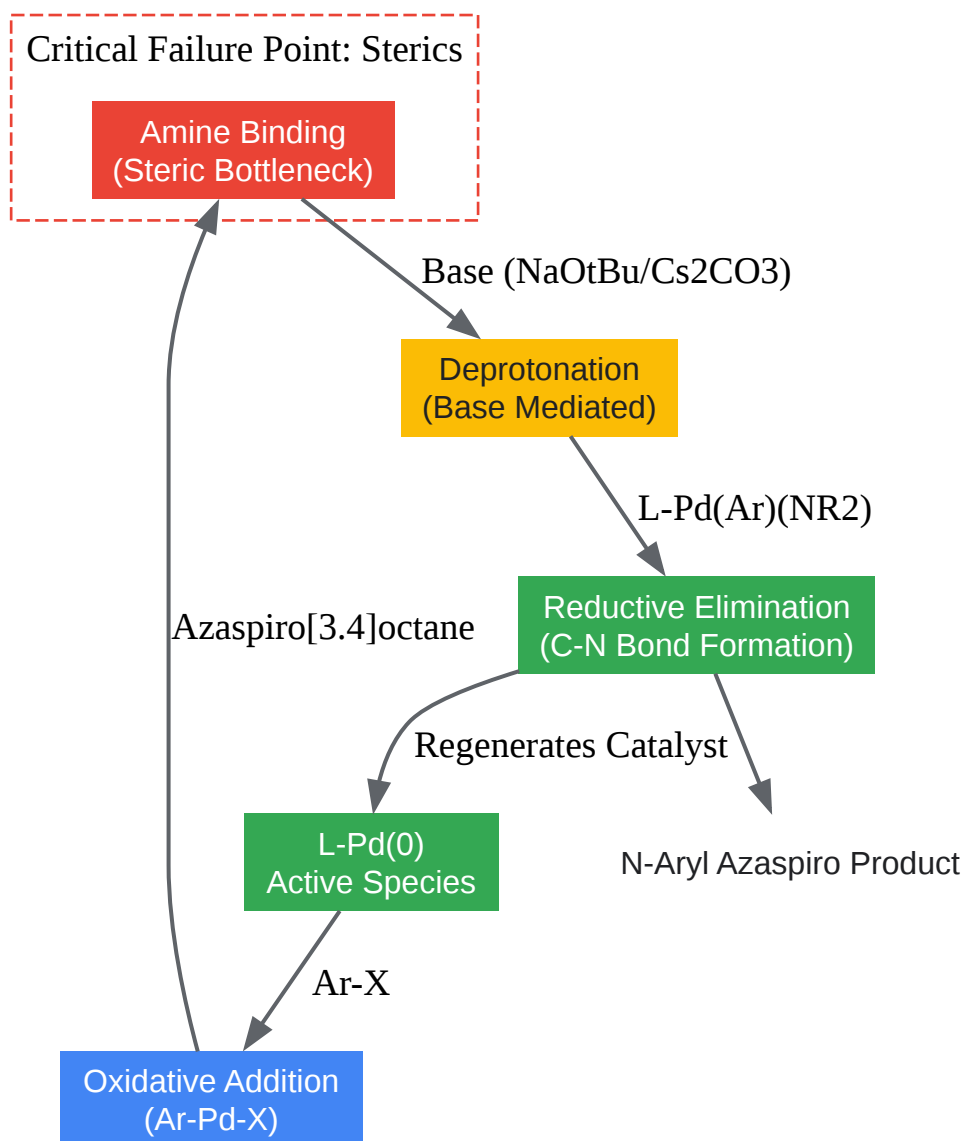 Critical Failure Point: Sterics
Amine Binding
(Steric Bottleneck)
Base (NaOtBu/Cs2CO3)
Deprotonation
(Base Mediated)
L-Pd(Ar)(NR2)
Reductive Elimination
(C-N Bond Formation)
Azaspiro[3.4]octane
Regenerates Catalyst
L-Pd(0)
Active Species
N-Aryl Azaspiro Product
Ar-X
Oxidative Addition
(Ar-Pd-X)